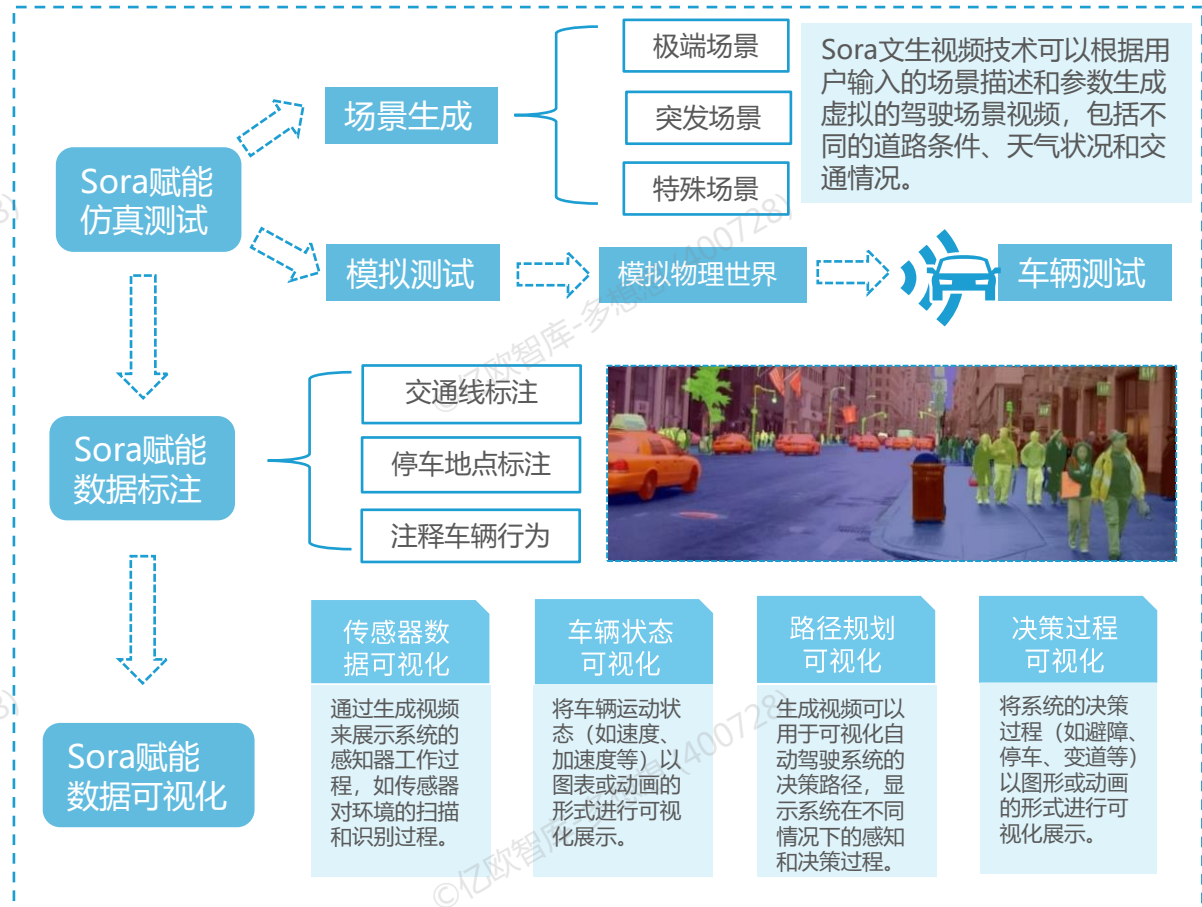 场景生成
极端场景
突发场景
特殊场景
Sora文生视频技术可以根据用
户输入的场景描述和参数生成
虚拟的驾驶场景视频，包括不
同的道路条件、天气状况和交
通情况。
Sora赋能
仿真测试
模拟测试
模拟物理世界
车辆测试
Sora赋能
数据标注
交通线标注
停车地点标注
注释车辆行为
Sora赋能
数据可视化
传感器数
据可视化
通过生成视频
来展示系统的
感知器工作过
程，如传感器
对环境的扫描
和识别过程。
车辆状态
可视化
将车辆运动状
态（如速度、
加速度等）以
图表或动画的
形式进行可视
化展示。
路径规划
可视化
生成视频可以
用于可视化自
动驾驶系统的
决策路径，显
示系统在不同
情况下的感知
和决策过程。
决策过程
可视化
将系统的决策
过程（如避障、
停车、变道等）
以图形或动画
的形式进行可
视化展示。